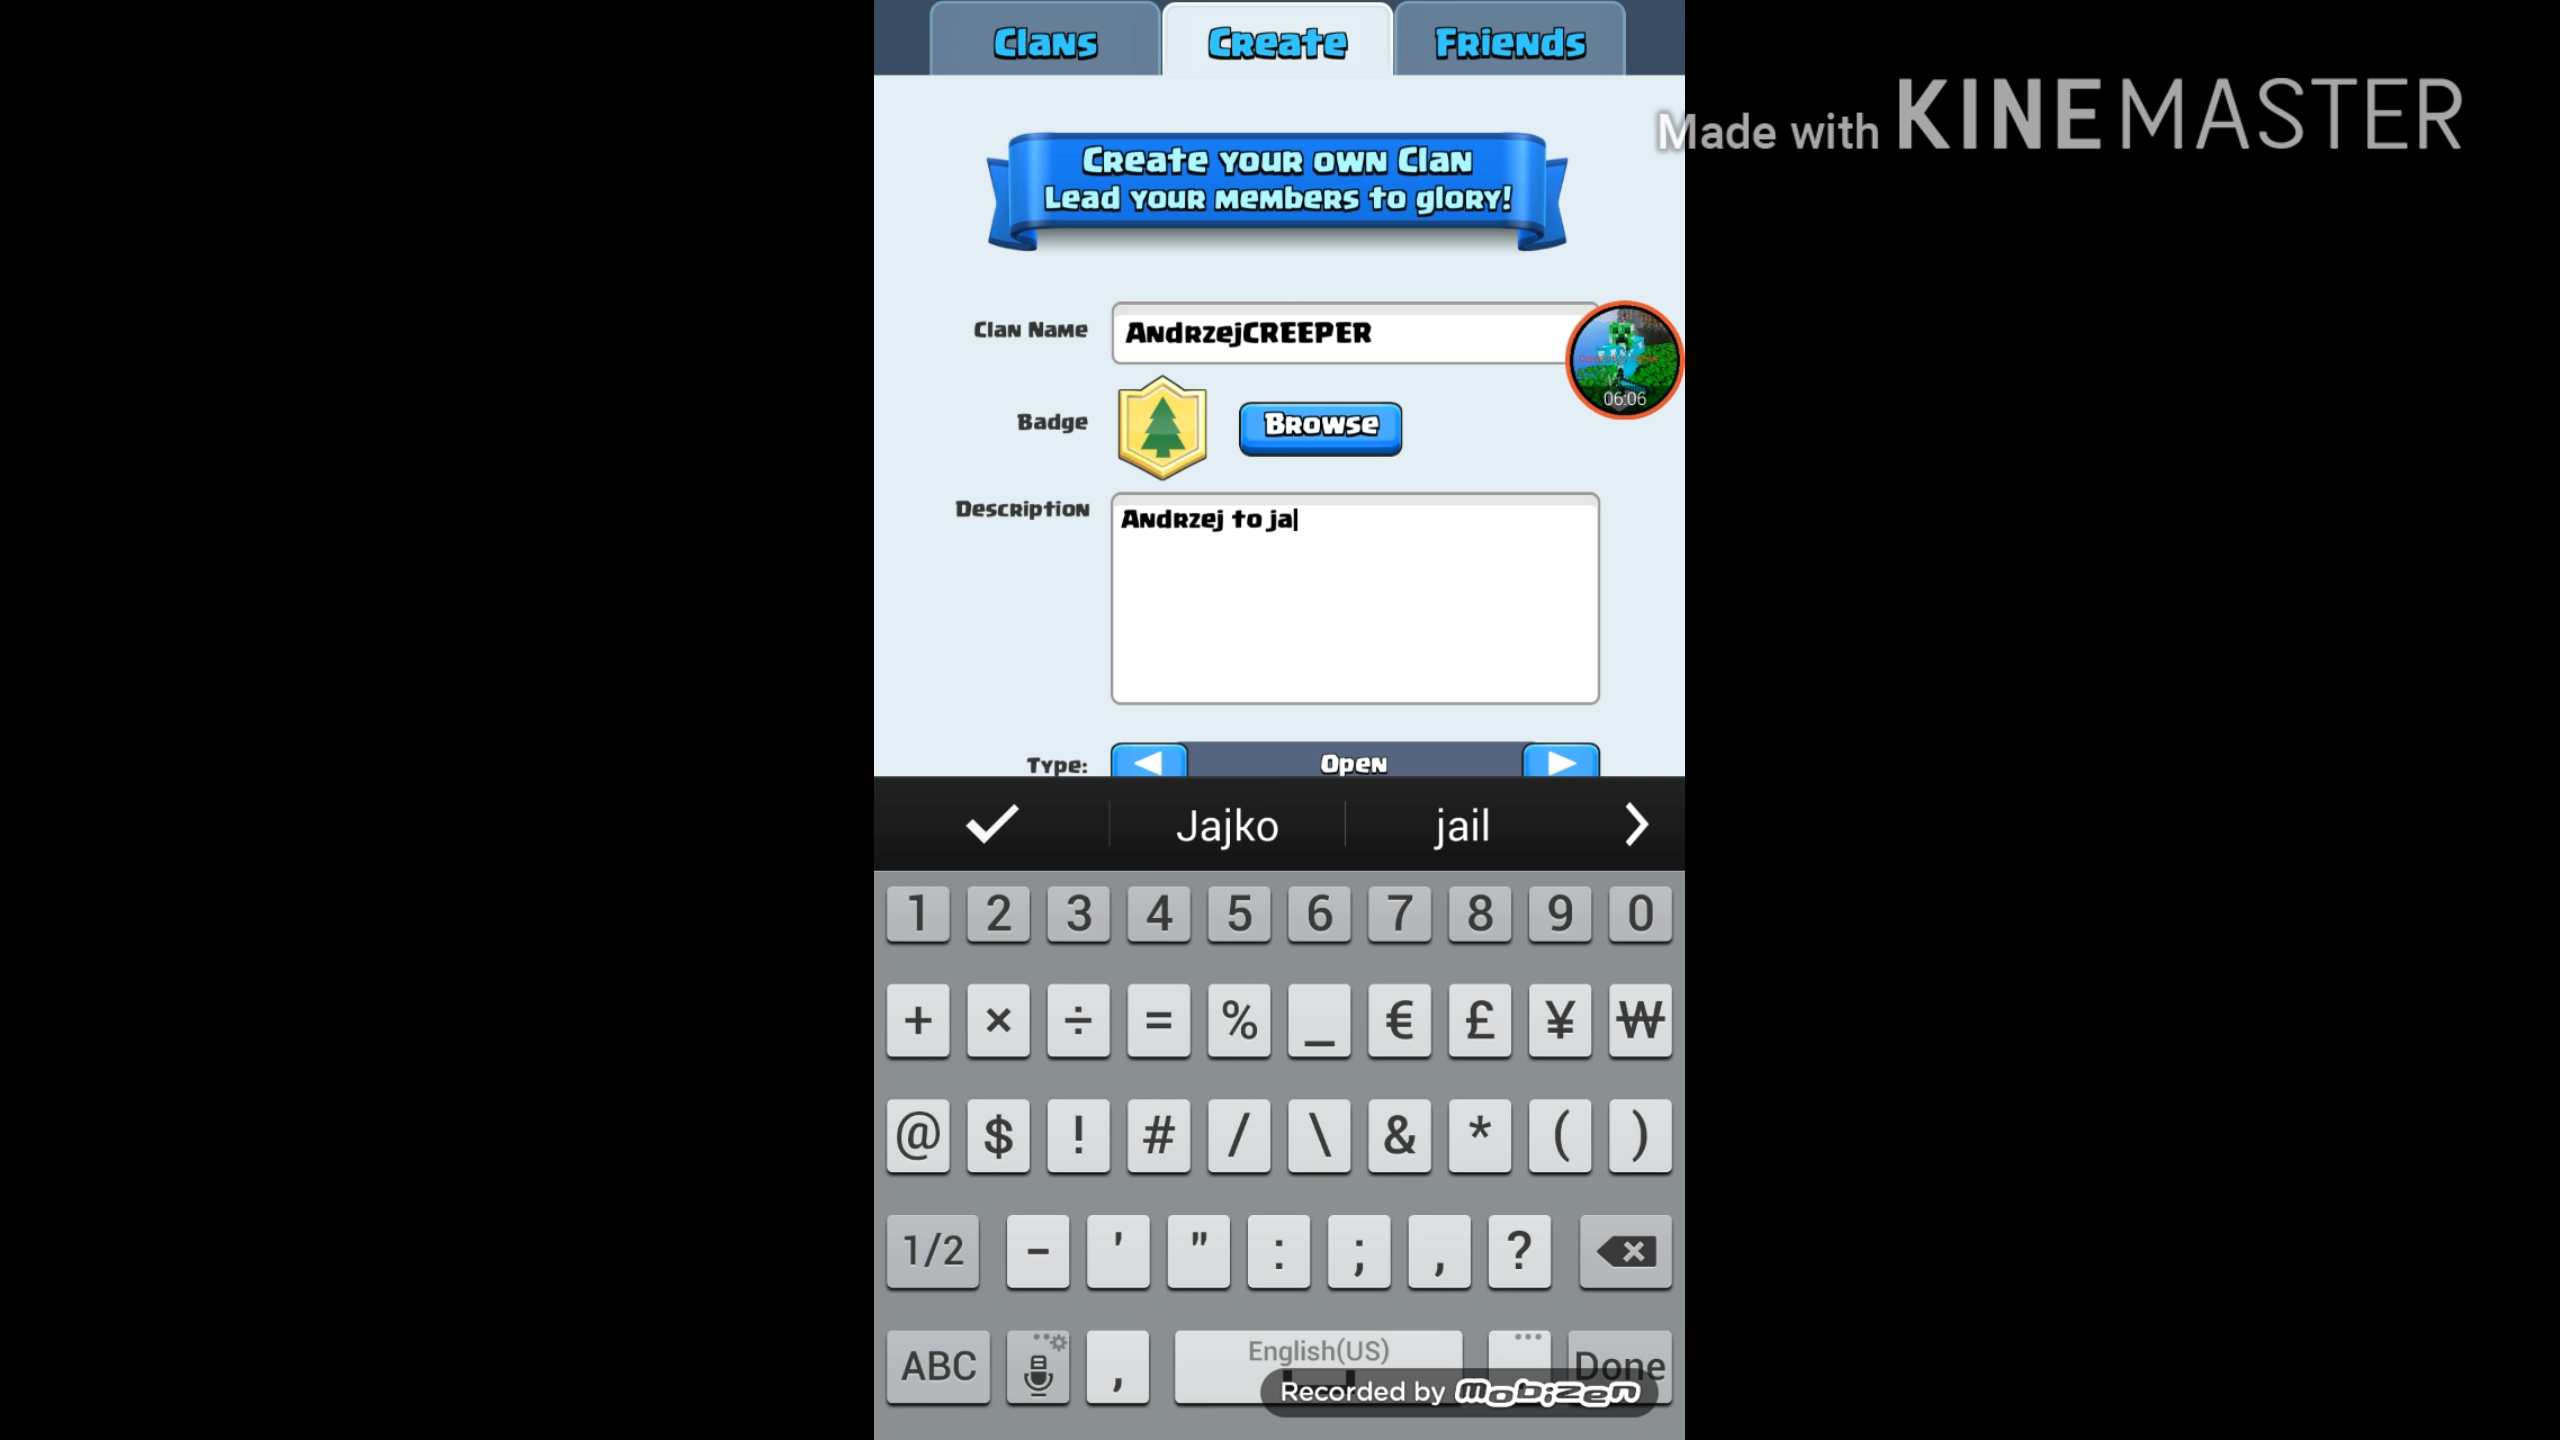 Clans Create Friends
Made with KINEMASTER
Create your own Clan
Lead your members to glory!
Clan Name AndrzejCREEPER
06:06
Badge Browse
Description Andrzej to ja
Type: Open
Jajko jail
1 2 3 4 5 6 7 8 9 0
+ × ÷ = % _ € £ ¥ ₩
@ $ ! # / \ & * ( )
1/2 - ' " : ; , ?
ABC , English(US) Done
Recorded by mobizen